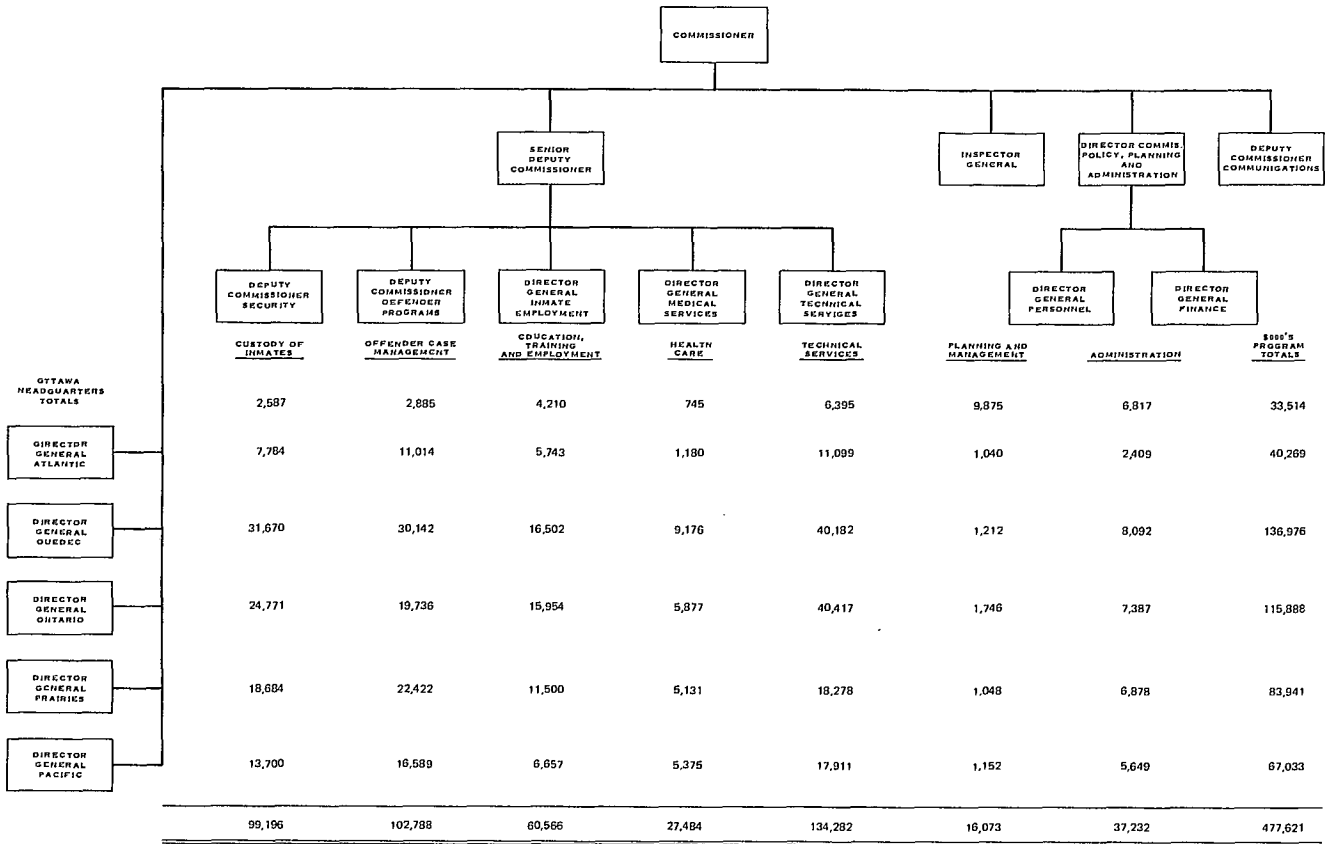 COMMISSIONER
SENIOR
DEPUTY
COMMISSIONER
INSPECTOR
GENERAL
DIRECTOR COMMIS.
POLICY, PLANNING
AND
ADMINISTRATION
DEPUTY
COMMISSIONER
COMMUNICATIONS
DEPUTY
COMMISSIONER
SECURITY
DEPUTY
COMMISSIONER
OFFENDER
PROGRAMS
DIRECTOR
GENERAL
INMATE
EMPLOYMENT
DIRECTOR
GENERAL
MEDICAL
SERVICES
DIRECTOR
GENERAL
TECHNICAL
SERVICES
DIRECTOR
GENERAL
PERSONNEL
DIRECTOR
GENERAL
FINANCE
CUSTODY OF
INMATES
OFFENDER CASE
MANAGEMENT
EDUCATION,
TRAINING
AND EMPLOYMENT
HEALTH
CARE
TECHNICAL
SERVICES
PLANNING AND
MANAGEMENT
ADMINISTRATION
$000'S
PROGRAM
TOTALS
OTTAWA
HEADQUARTERS
TOTALS
2,587 2,885 4,210 745 6,395 9,875 6,817 33,514
DIRECTOR
GENERAL
ATLANTIC
7,784 11,014 5,743 1,180 11,099 1,040 2,409 40,269
DIRECTOR
GENERAL
QUEBEC
31,670 30,142 16,502 9,176 40,182 1,212 8,092 136,976
DIRECTOR
GENERAL
ONTARIO
24,771 19,736 15,954 5,877 40,417 1,746 7,387 115,888
DIRECTOR
GENERAL
PRAIRIES
18,684 22,422 11,500 5,131 18,278 1,048 6,878 83,941
DIRECTOR
GENERAL
PACIFIC
13,700 16,589 6,657 5,375 17,911 1,152 5,649 67,033
99,196 102,788 60,566 27,484 134,282 16,073 37,232 477,621